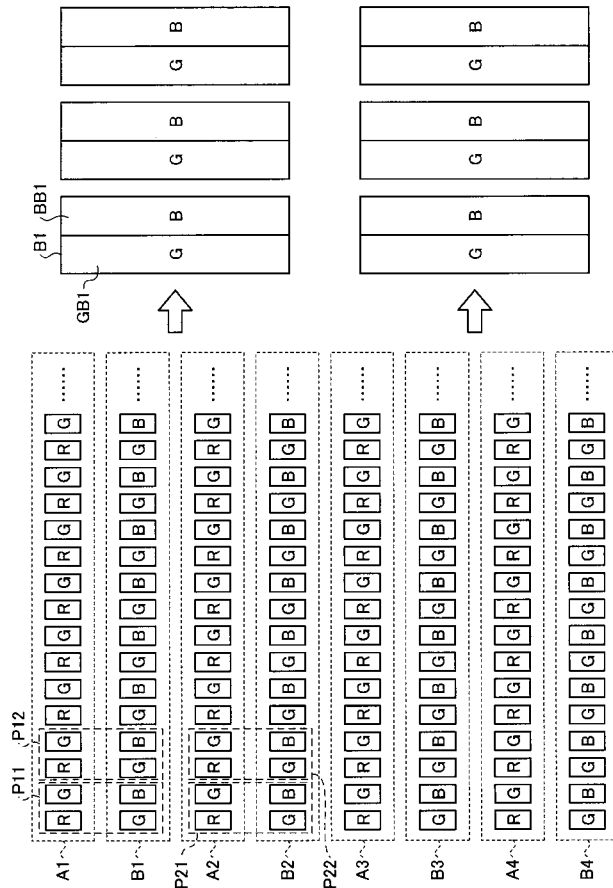 P11 P12
A1 R G R G R G R G R G R G R G R G ......
B1 G B G B G B G B G B G B G B G B ......
P21
A2 R G R G R G R G R G R G R G R G ......
B2 G B G B G B G B G B G B G B G B ......
P22
A3 R G R G R G R G R G R G R G R G ......
B3 G B G B G B G B G B G B G B G B ......
A4 R G R G R G R G R G R G R G R G ......
B4 G B G B G B G B G B G B G B G B ......
B1
GB1 BB1
G B G B G B
G B G B G B